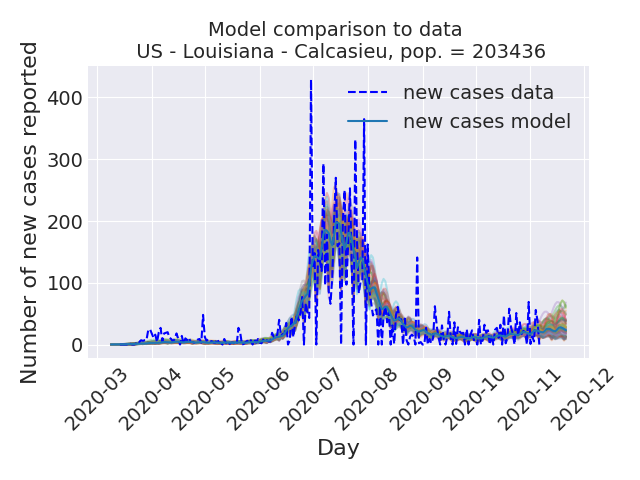 Model comparison to data
US - Louisiana - Calcasieu, pop. = 203436
Number of new cases reported
400
300
200
100
0
new cases data
new cases model
2020-03
2020-04
2020-05
2020-06
2020-07
2020-08
2020-09
2020-10
2020-11
2020-12
Day